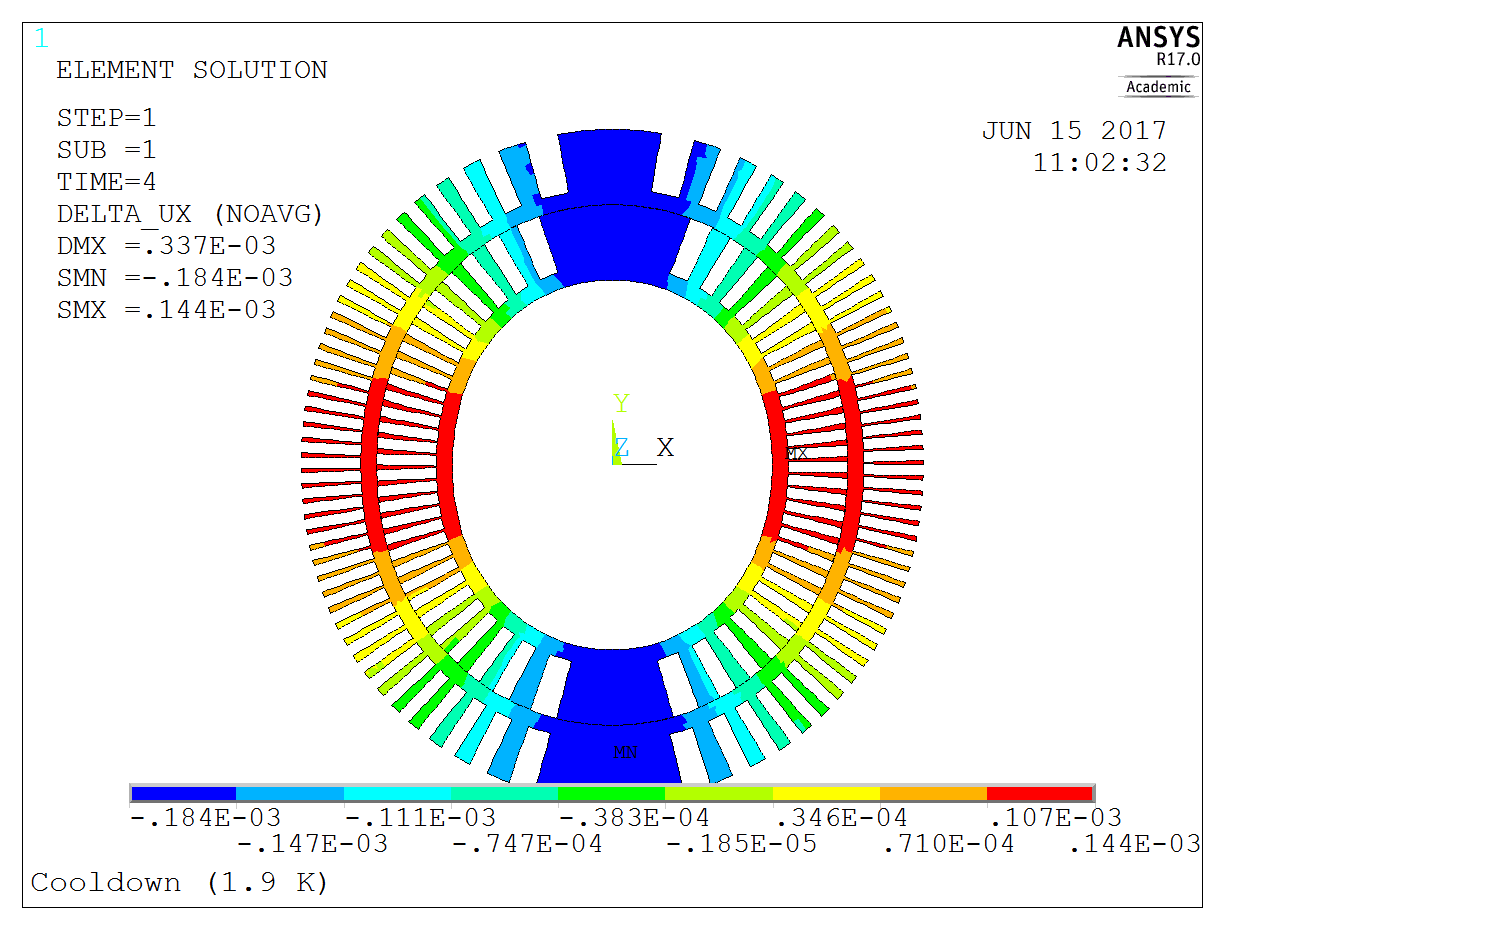 1
ANSYS
R17.0
Academic
ELEMENT SOLUTION
STEP=1
SUB =1
TIME=4
DELTA_UX (NOAVG)
DMX =.337E-03
SMN =-.184E-03
SMX =.144E-03
JUN 15 2017
11:02:32
Y
Z X
MX
MN
-.184E-03 -.111E-03 -.383E-04 .346E-04 .107E-03
-.147E-03 -.747E-04 -.185E-05 .710E-04 .144E-03
Cooldown (1.9 K)